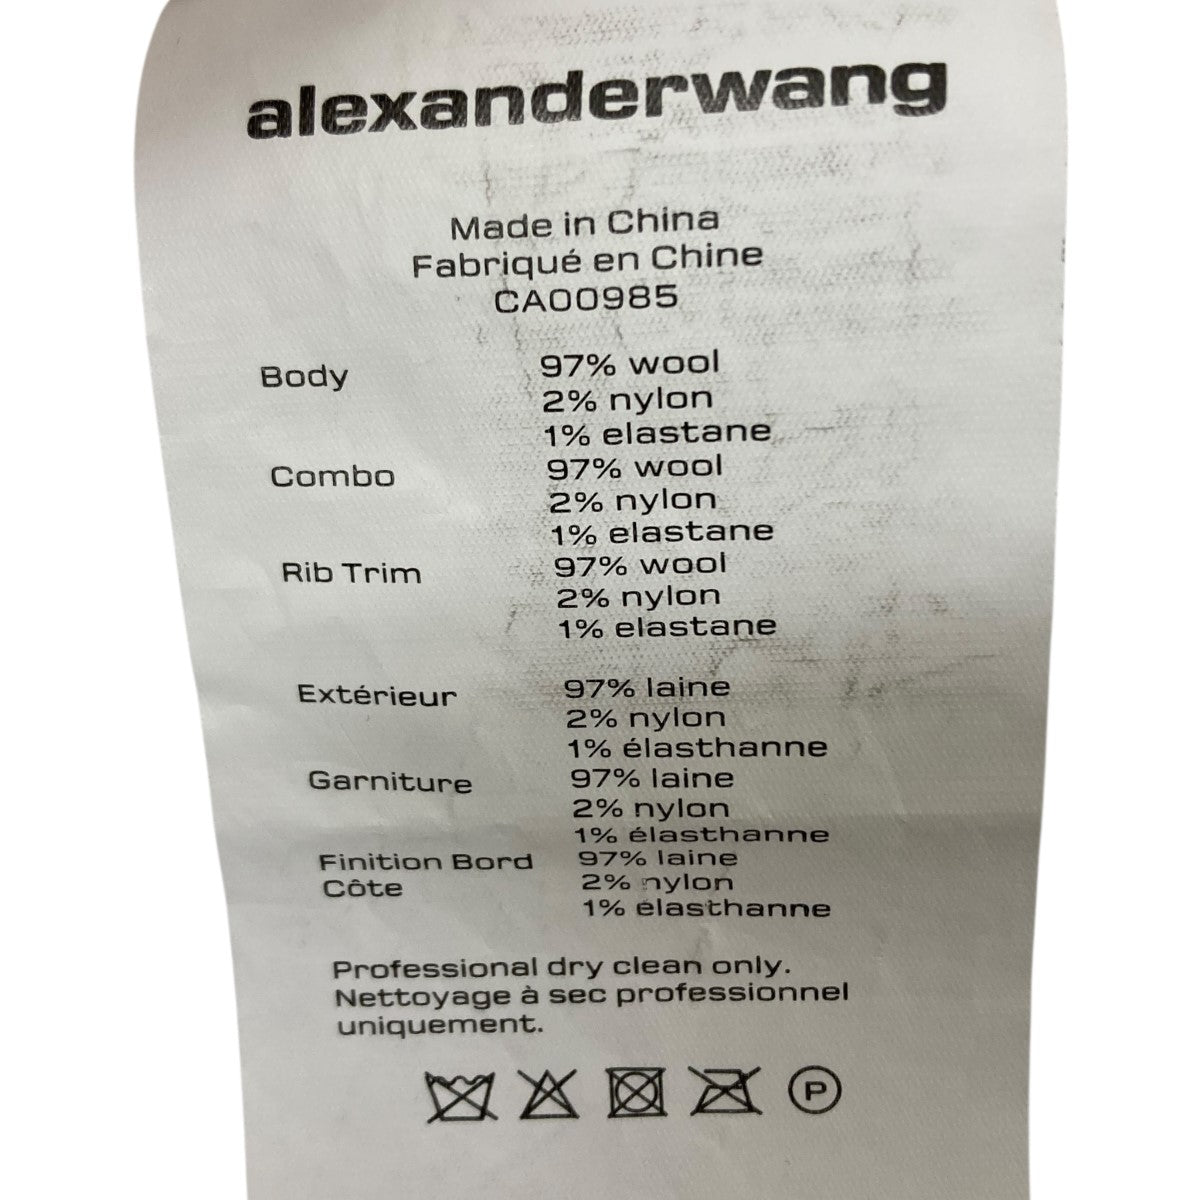 alexanderwang
Made in China
Fabriqué en Chine
CA00985
Body 97% wool
2% nylon
1% elastane
Combo 97% wool
2% nylon
1% elastane
Rib Trim 97% wool
2% nylon
1% elastane
Extérieur 97% laine
2% nylon
1% élasthanne
Garniture 97% laine
2% nylon
1% élasthanne
Finition Bord 97% laine
Côte 2% nylon
1% élasthanne
Professional dry clean only.
Nettoyage à sec professionnel
uniquement.
P